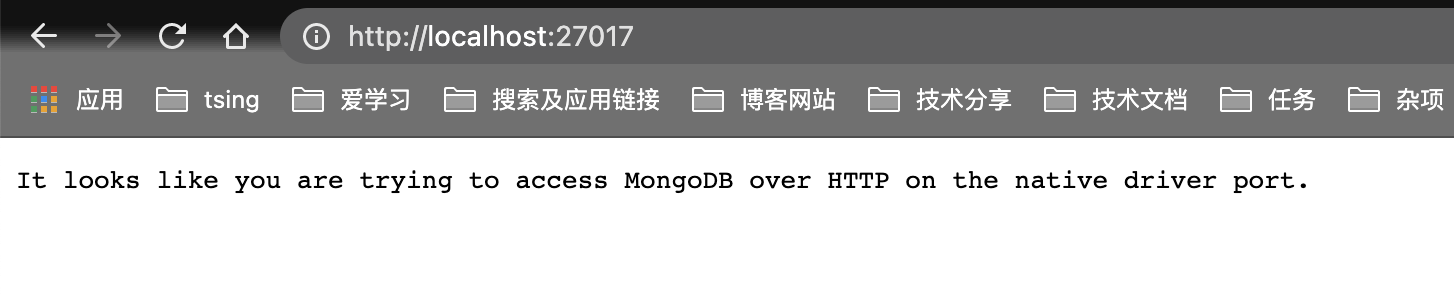 http://localhost:27017
应用 tsing 爱学习 搜索及应用链接 博客网站 技术分享 技术文档 任务 杂项
It looks like you are trying to access MongoDB over HTTP on the native driver port.